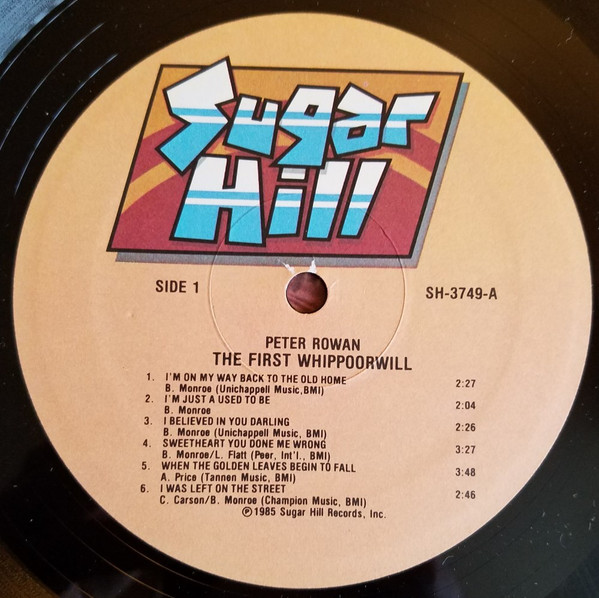 Sugar
Hill
SIDE 1
SH-3749-A
PETER ROWAN
THE FIRST WHIPPOORWILL
1. I'M ON MY WAY BACK TO THE OLD HOME
B. Monroe (Unichappell Music,BMI) 2:27
2. I'M JUST A USED TO BE
B. Monroe 2:04
3. I BELIEVED IN YOU DARLING
B. Monroe (Unichappell Music, BMI) 2:26
4. SWEETHEART YOU DONE ME WRONG
B. Monroe/L. Flatt (Peer, Int'l., BMI) 3:27
5. WHEN THE GOLDEN LEAVES BEGIN TO FALL
A. Price (Tannen Music, BMI) 3:48
6. I WAS LEFT ON THE STREET
C. Carson/B. Monroe (Champion Music, BMI) 2:46
℗1985 Sugar Hill Records, Inc.